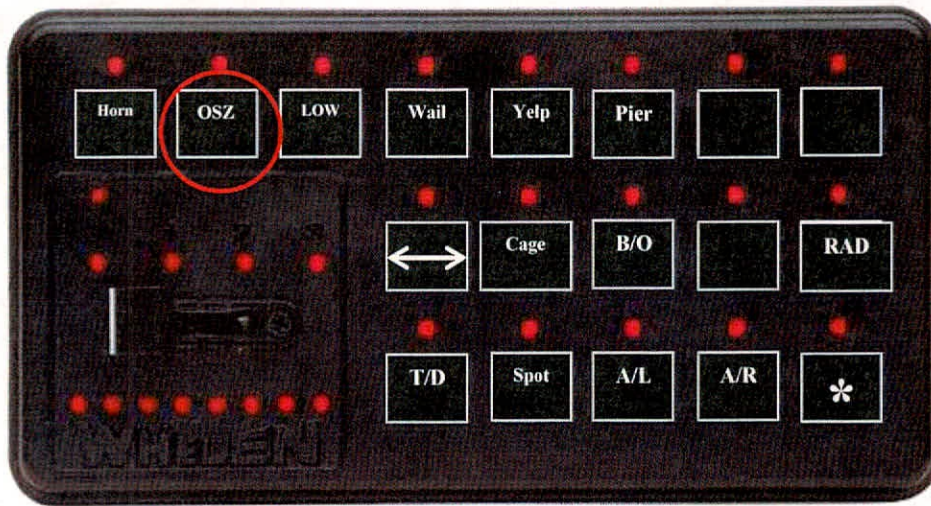 Horn OSZ LOW Wail Yelp Pier
Cage B/O RAD
T/D Spot A/L A/R *
WHELEN